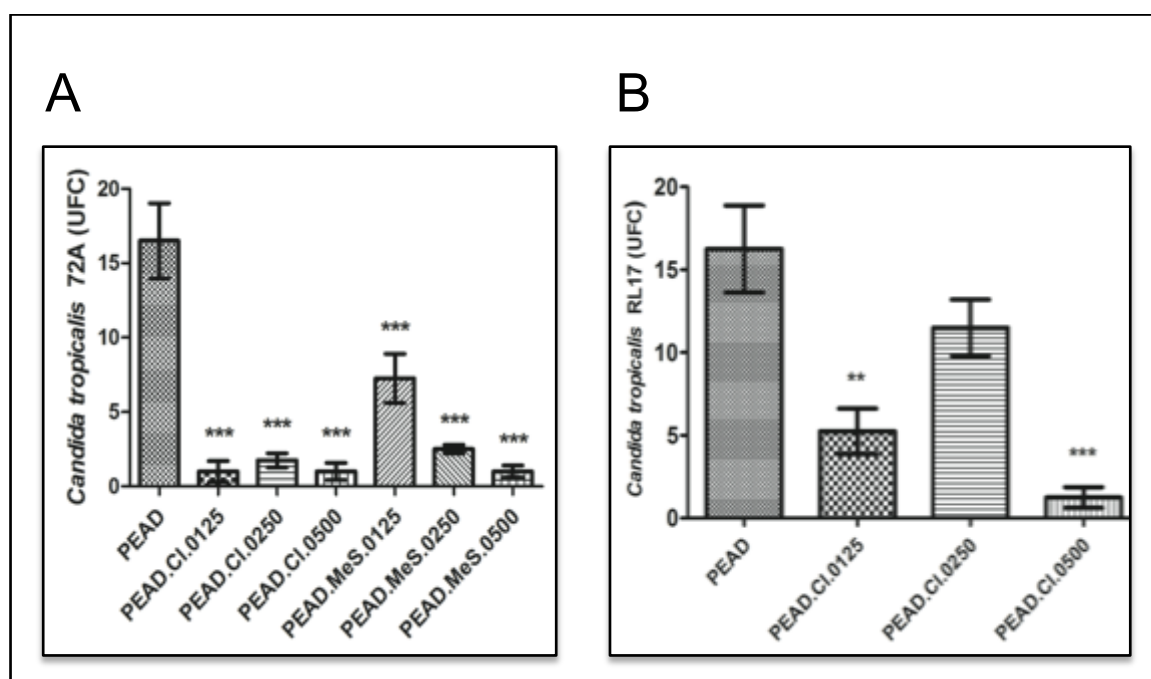 A
B
Candida tropicalis 72A (UFC)
20
15
10
5
0
***
***
***
***
***
***
PEAD
PEAD.Cl.0125
PEAD.Cl.0250
PEAD.Cl.0500
PEAD.MeS.0125
PEAD.MeS.0250
PEAD.MeS.0500
Candida tropicalis RL17 (UFC)
20
15
10
5
0
**
***
PEAD
PEAD.Cl.0125
PEAD.Cl.0250
PEAD.Cl.0500